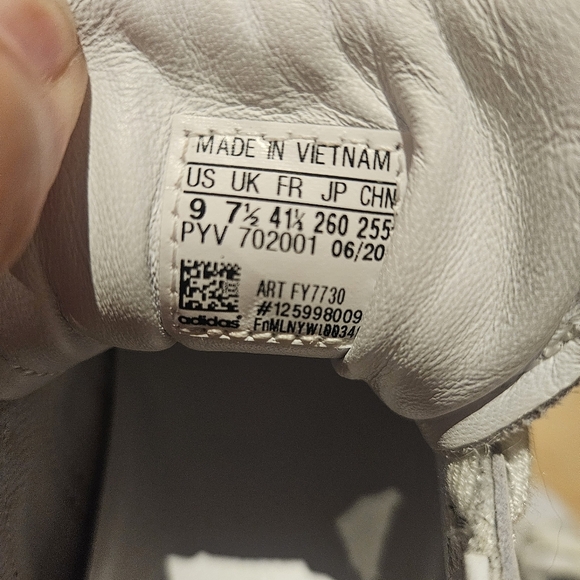 MADE IN VIETNAM
US UK FR JP CHN
9 7½ 41⅓ 260 255
PYV 702001 06/20
ART FY7730
#125998009
adidas